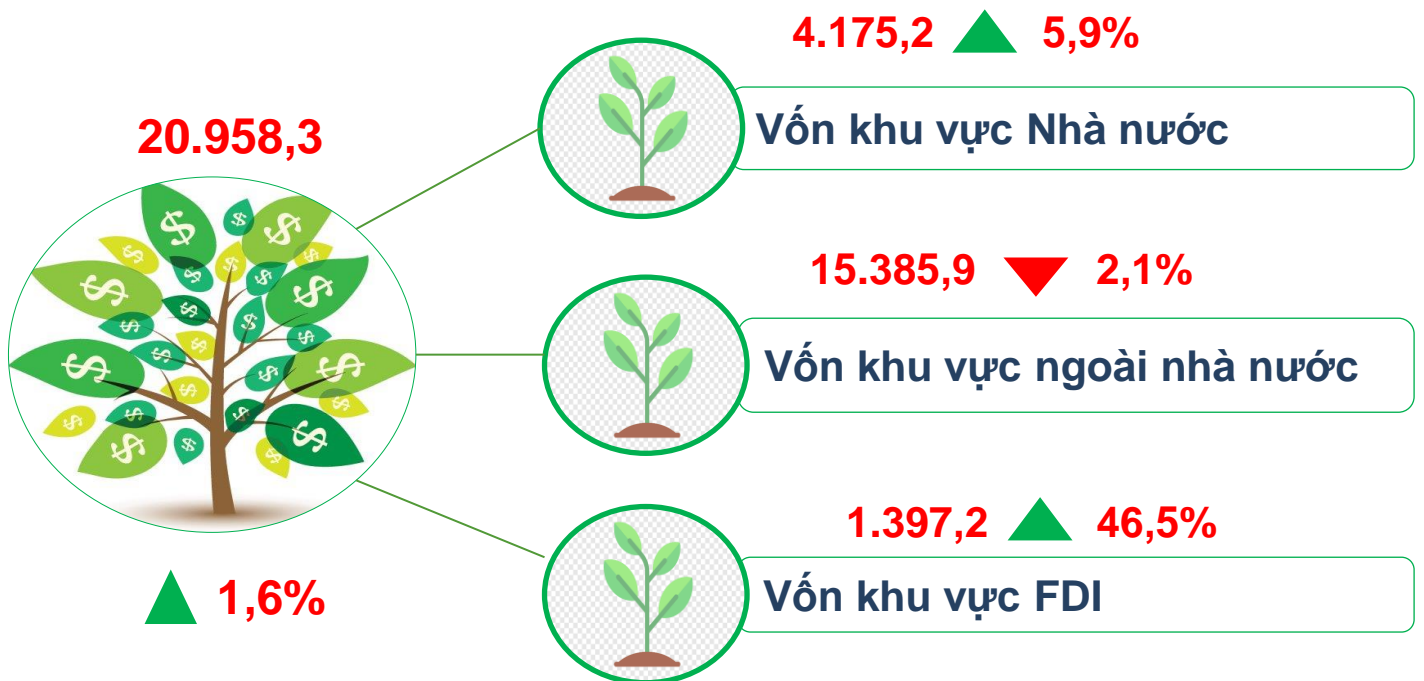 20.958,3
1,6%
4.175,2 5,9%
Vốn khu vực Nhà nước
15.385,9 2,1%
Vốn khu vực ngoài nhà nước
1.397,2 46,5%
Vốn khu vực FDI